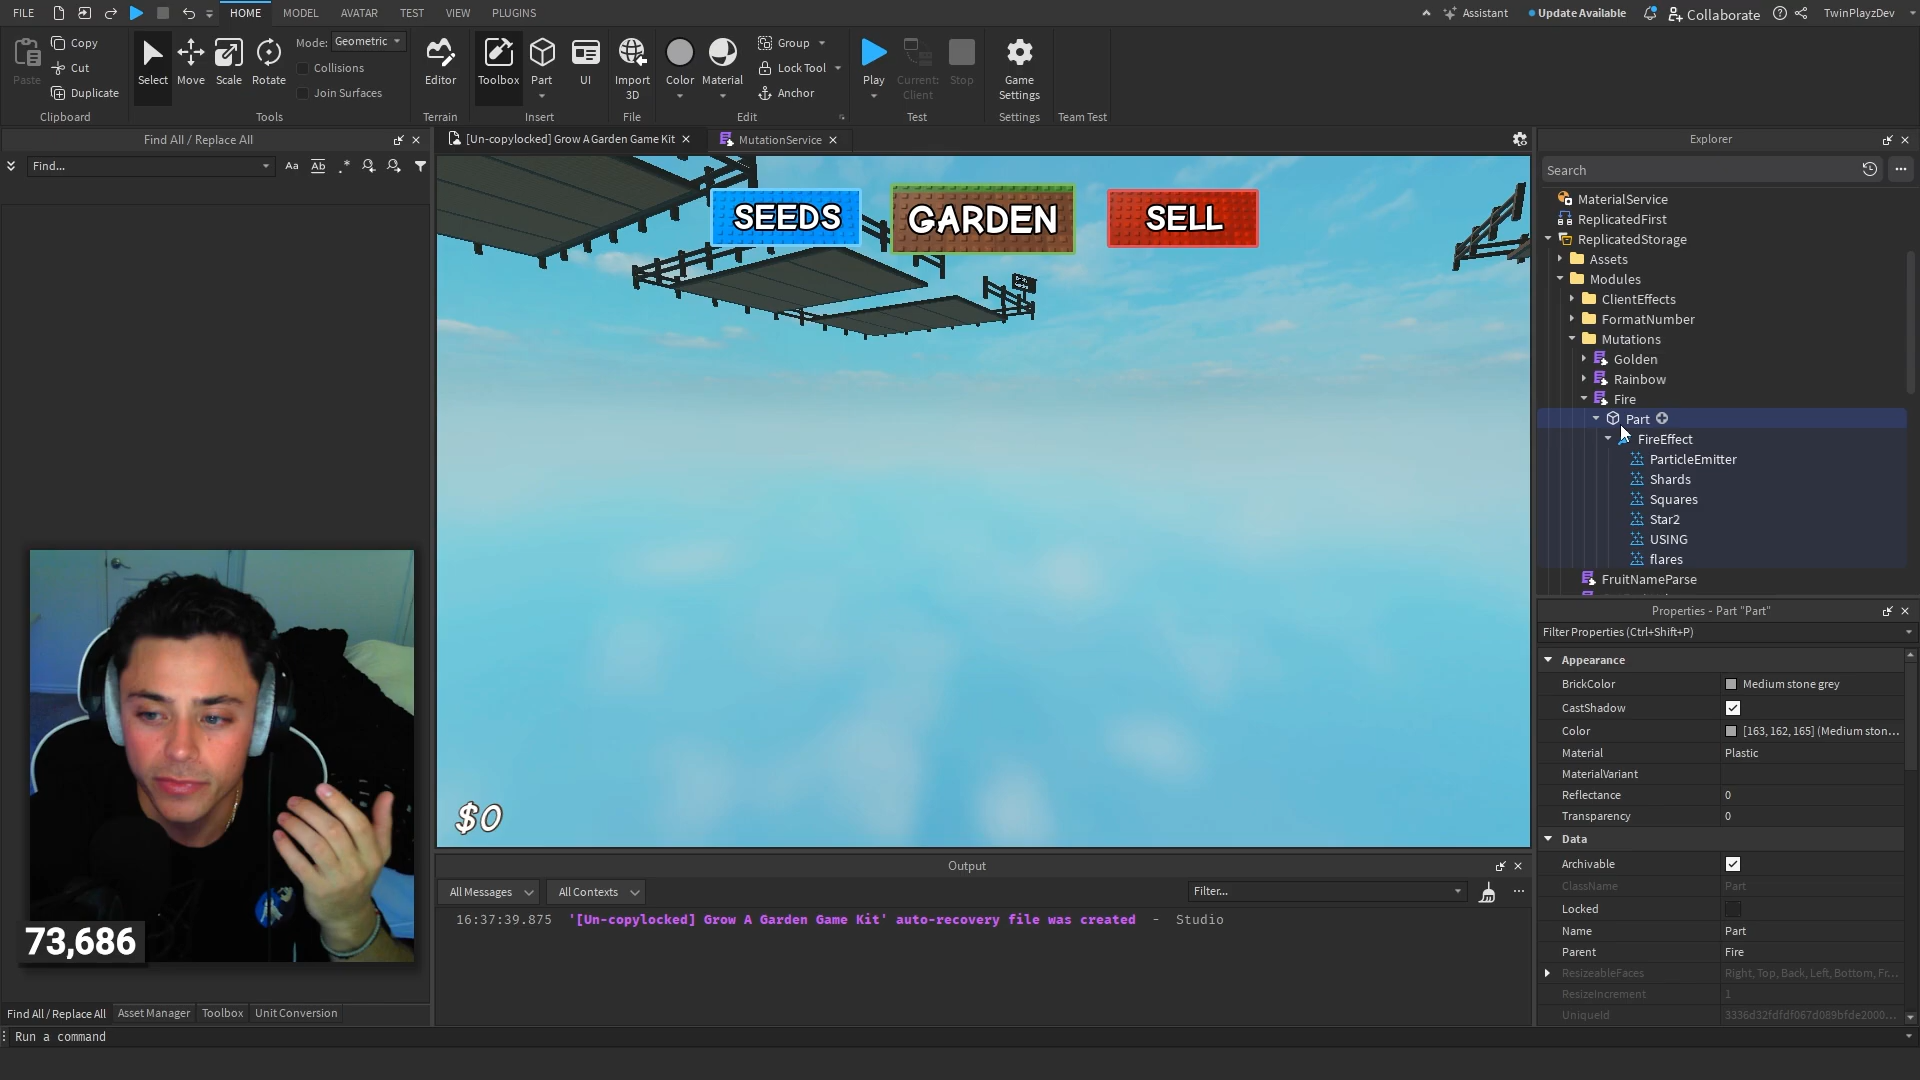 FILE
HOME
MODEL
AVATAR
TEST
VIEW
PLUGINS
Assistant
Update Available
Collaborate
TwinPlayzDev
Paste
Copy
Cut
Duplicate
Clipboard
Select
Move
Scale
Rotate
Mode: Geometric
Collisions
Join Surfaces
Tools
Editor
Terrain
Toolbox
Part
UI
Insert
Import 3D
File
Color
Material
Group
Lock Tool
Anchor
Edit
Play
Current: Client
Stop
Test
Game Settings
Settings
Team Test
Find All / Replace All
Find...
Aa
Ab
[Un-copylocked] Grow A Garden Game Kit
MutationService
SEEDS
GARDEN
SELL
$0
73,686
Output
All Messages
All Contexts
Filter...
16:37:39.875 '[Un-copylocked] Grow A Garden Game Kit' auto-recovery file was created - Studio
Explorer
Search
MaterialService
ReplicatedFirst
ReplicatedStorage
Assets
Modules
ClientEffects
FormatNumber
Mutations
Golden
Rainbow
Fire
Part
FireEffect
ParticleEmitter
Shards
Squares
Star2
USING
flares
FruitNameParse
Properties - Part "Part"
Filter Properties (Ctrl+Shift+P)
Appearance
BrickColor Medium stone grey
CastShadow
Color [163, 162, 165] (Medium ston...
Material Plastic
MaterialVariant
Reflectance 0
Transparency 0
Data
Archivable
ClassName Part
Locked
Name Part
Parent Fire
ResizeableFaces Right, Top, Back, Left, Bottom, Fr...
ResizeIncrement 1
UniqueId 3336d32fdfdf067d089bfde2000...
Find All / Replace All
Asset Manager
Toolbox
Unit Conversion
Run a command